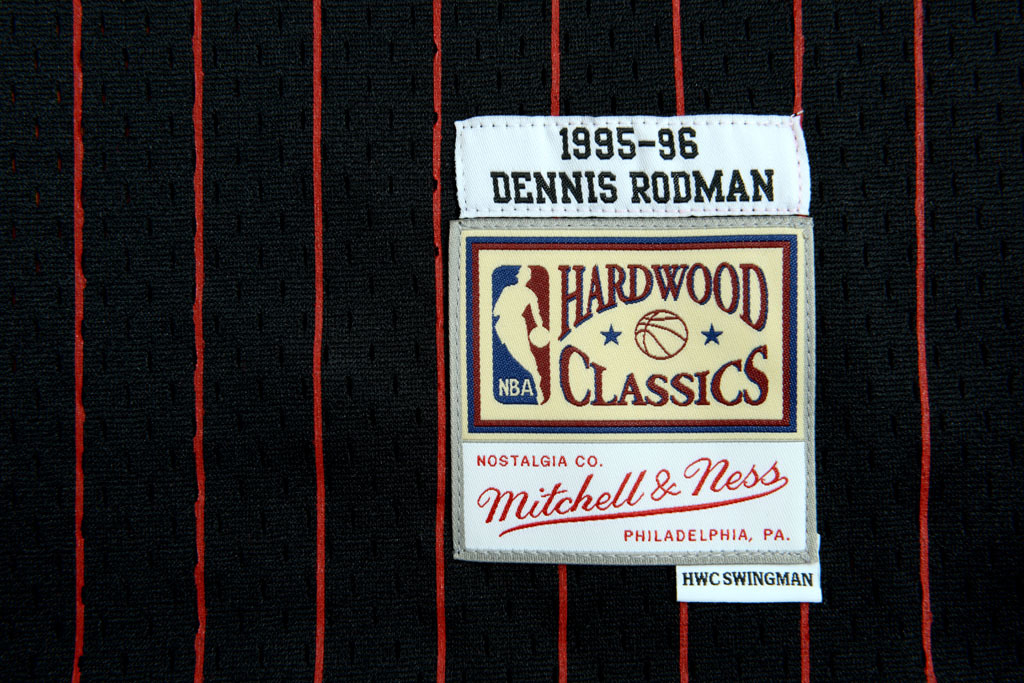 1995-96
DENNIS RODMAN
HARDWOOD
CLASSICS
NBA
NOSTALGIA CO.
Mitchell & Ness
PHILADELPHIA, PA.
HWC SWINGMAN